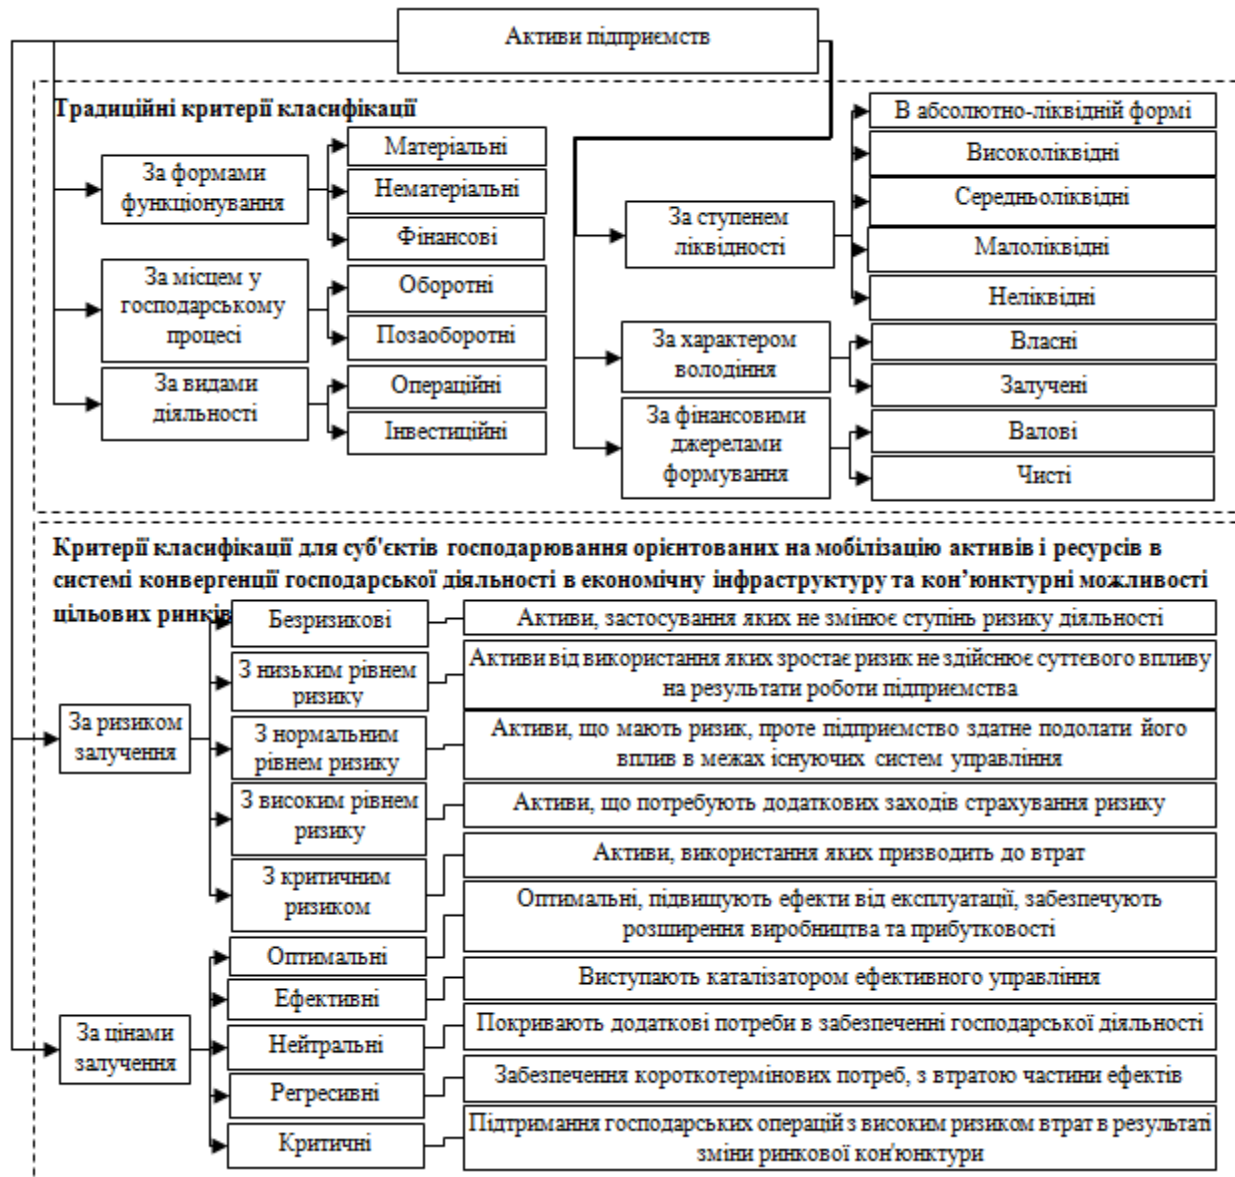 Активи підприємств
Традиційні критерії класифікації
За формами
функціонування
Матеріальні
Нематеріальні
Фінансові
За місцем у
господарському
процесі
Оборотні
Позаоборотні
За видами
діяльності
Операційні
Інвестиційні
За ступенем
ліквідності
В абсолютно-ліквідній формі
Високоліквідні
Середньоліквідні
Малоліквідні
Неліквідні
За характером
володіння
Власні
Залучені
За фінансовими
джерелами
формування
Валові
Чисті
Критерії класифікації для суб'єктів господарювання орієнтованих на мобілізацію активів і ресурсів в
системі конвергенції господарської діяльності в економічну інфраструктуру та кон’юнктурні можливості
цільових ринків
За ризиком
залучення
Безризикові
Активи, застосування яких не змінює ступінь ризику діяльності
З низьким рівнем
ризику
Активи від використання яких зростає ризик не здійснює суттєвого впливу
на результати роботи підприємства
З нормальним
рівнем ризику
Активи, що мають ризик, проте підприємство здатне подолати його
вплив в межах існуючих систем управління
З високим рівнем
ризику
Активи, що потребують додаткових заходів страхування ризику
З критичним
ризиком
Активи, використання яких призводить до втрат
За цінами
залучення
Оптимальні
Оптимальні, підвищують ефекти від експлуатації, забезпечують
розширення виробництва та прибутковості
Ефективні
Виступають каталізатором ефективного управління
Нейтральні
Покривають додаткові потреби в забезпеченні господарської діяльності
Регресивні
Забезпечення короткотермінових потреб, з втратою частини ефектів
Критичні
Підтримання господарських операцій з високим ризиком втрат в результаті
зміни ринкової кон'юнктури